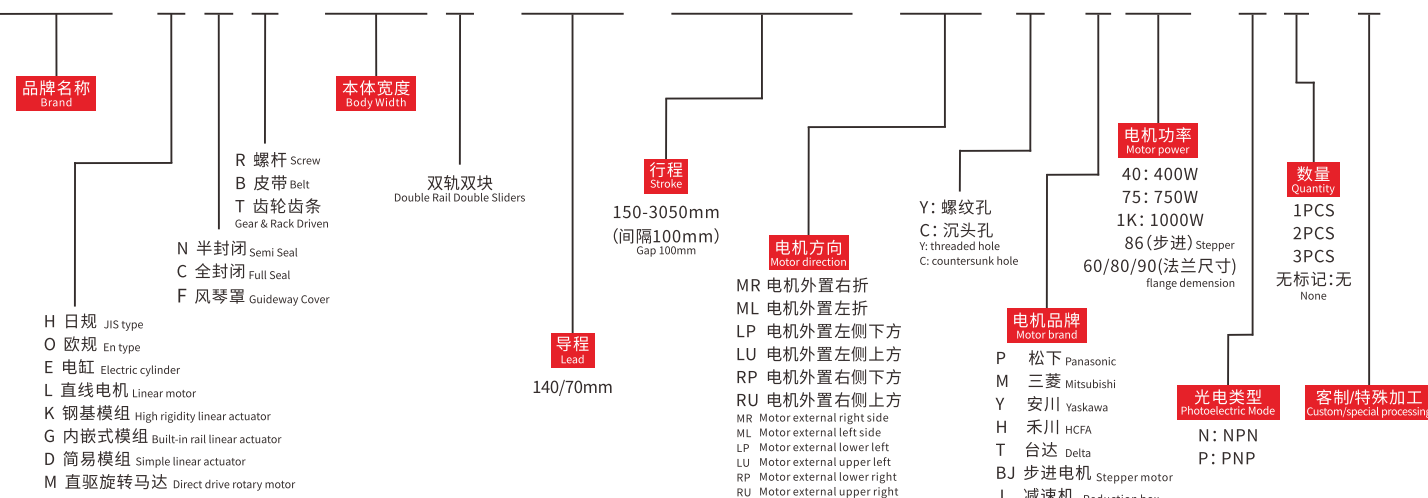 品牌名称
Brand
H 日规 JIS type
O 欧规 En type
E 电缸 Electric cylinder
L 直线电机 Linear motor
K 钢基模组 High rigidity linear actuator
G 内嵌式模组 Built-in rail linear actuator
D 简易模组 Simple linear actuator
M 直驱旋转马达 Direct drive rotary motor
N 半封闭 Semi Seal
C 全封闭 Full Seal
F 风琴罩 Guideway Cover
R 螺杆 Screw
B 皮带 Belt
T 齿轮齿条
Gear & Rack Driven
本体宽度
Body Width
双轨双块
Double Rail Double Sliders
导程
Lead
140/70mm
行程
Stroke
150-3050mm
（间隔100mm）
Gap 100mm
电机方向
Motor direction
MR 电机外置右折
ML 电机外置左折
LP 电机外置左侧下方
LU 电机外置左侧上方
RP 电机外置右侧下方
RU 电机外置右侧上方
MR Motor external right side
ML Motor external left side
LP Motor external lower left
LU Motor external upper left
RP Motor external lower right
RU Motor external upper right
Y：螺纹孔
C：沉头孔
Y: threaded hole
C: countersunk hole
电机品牌
Motor brand
P 松下 Panasonic
M 三菱 Mitsubishi
Y 安川 Yaskawa
H 禾川 HCFA
T 台达 Delta
BJ 步进电机 Stepper motor
J 减速机 Reduction box
电机功率
Motor power
40：400W
75：750W
1K：1000W
86（步进）Stepper
60/80/90(法兰尺寸)
flange demension
光电类型
Photoelectric Mode
N：NPN
P：PNP
数量
Quantity
1PCS
2PCS
3PCS
无标记：无
None
客制/特殊加工
Custom/special processing